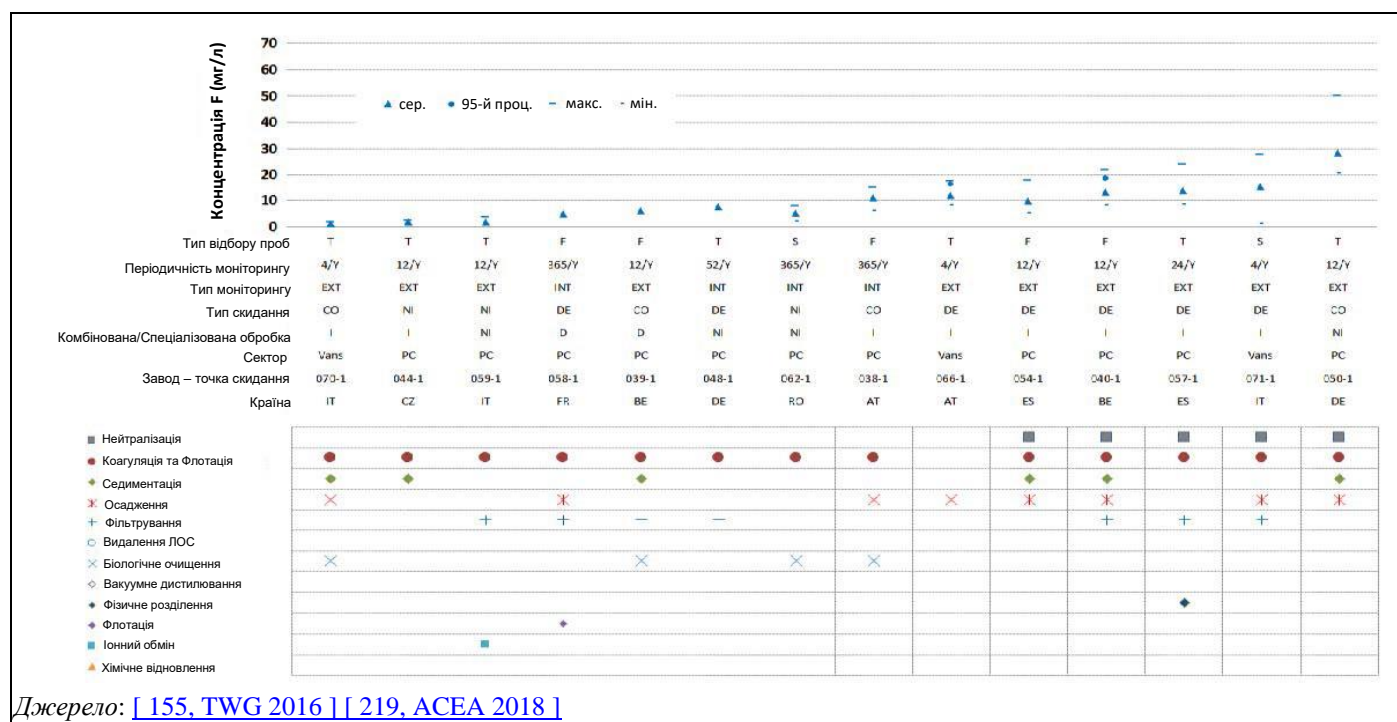 70
60
50
40
30
20
10
0
Концентрація F (мг/л)
сер. 95-й проц. макс. мін.
Тип відбору проб T T T F F T S F T F F T S T
Періодичність моніторингу 4/Y 12/Y 12/Y 365/Y 12/Y 52/Y 365/Y 365/Y 4/Y 12/Y 12/Y 24/Y 4/Y 12/Y
Тип моніторингу EXT EXT EXT INT EXT INT INT INT EXT EXT EXT EXT EXT EXT
Тип скидання CO NI NI DE CO DE NI CO DE DE DE DE DE CO
Комбінована/Спеціалізована обробка I I NI D D NI NI I I I I I I NI
Сектор Vans PC PC PC PC PC PC PC Vans PC PC PC Vans PC
Завод – точка скидання 070-1 044-1 059-1 058-1 039-1 048-1 062-1 038-1 066-1 054-1 040-1 057-1 071-1 050-1
Країна IT CZ IT FR BE DE RO AT AT ES BE ES IT DE
Нейтралізація
Коагуляція та Флотація
Седиментація
Осадження
Фільтрування
Видалення ЛОС
Біологічне очищення
Вакуумне дистилювання
Фізичне розділення
Флотація
Іонний обмін
Хімічне відновлення
Джерело: [ 155, TWG 2016 ] [ 219, ACEA 2018 ]